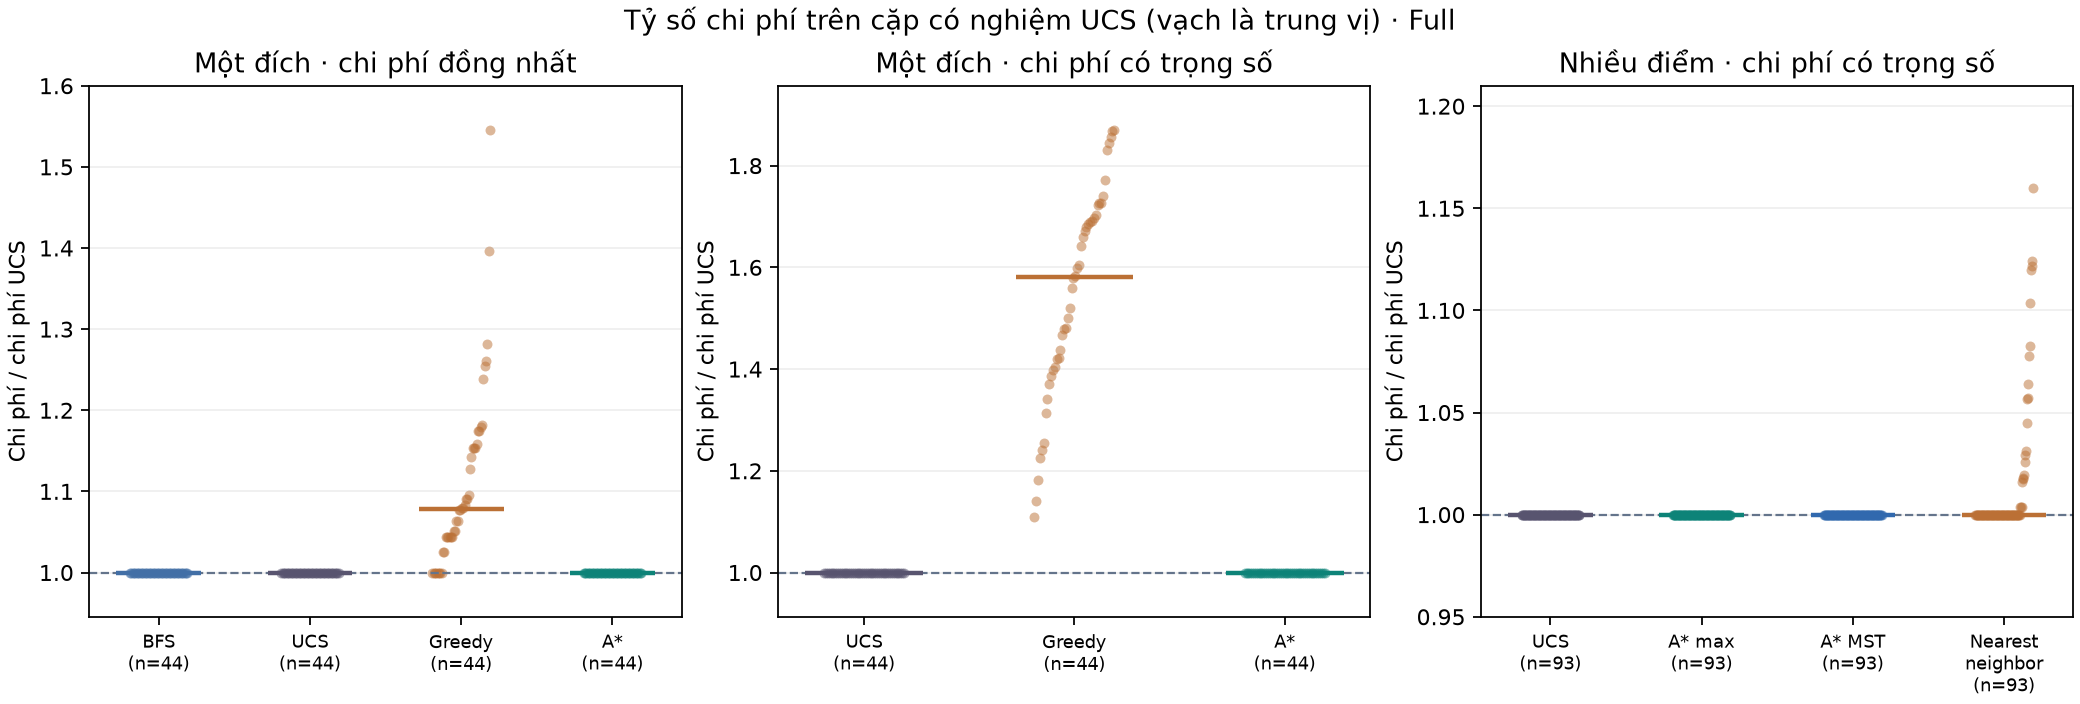 Tỷ số chi phí trên cặp có nghiệm UCS (vạch là trung vị) · Full
Một đích · chi phí đồng nhất
Chi phí / chi phí UCS
1.6
1.5
1.4
1.3
1.2
1.1
1.0
BFS
(n=44)
UCS
(n=44)
Greedy
(n=44)
A*
(n=44)
Một đích · chi phí có trọng số
Chi phí / chi phí UCS
1.8
1.6
1.4
1.2
1.0
UCS
(n=44)
Greedy
(n=44)
A*
(n=44)
Nhiều điểm · chi phí có trọng số
Chi phí / chi phí UCS
1.20
1.15
1.10
1.05
1.00
0.95
UCS
(n=93)
A* max
(n=93)
A* MST
(n=93)
Nearest
neighbor
(n=93)